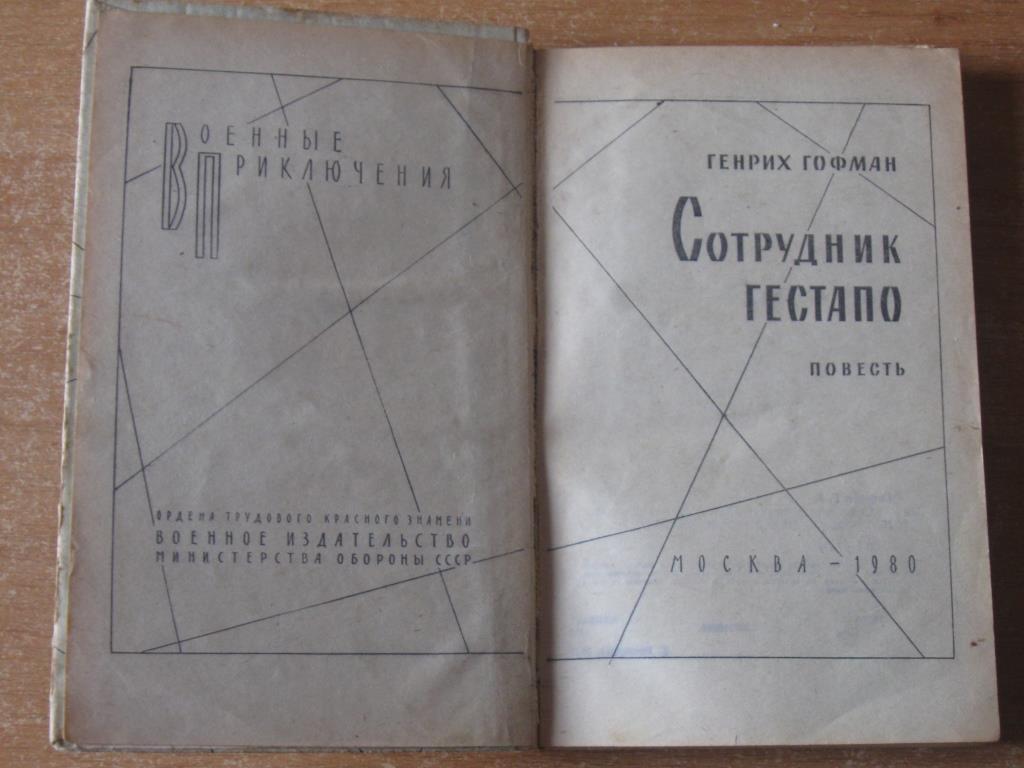 ВОЕННЫЕ
ПРИКЛЮЧЕНИЯ
ОРДЕНА ТРУДОВОГО КРАСНОГО ЗНАМЕНИ
ВОЕННОЕ ИЗДАТЕЛЬСТВО
МИНИСТЕРСТВА ОБОРОНЫ СССР
ГЕНРИХ ГОФМАН
СОТРУДНИК
ГЕСТАПО
ПОВЕСТЬ
МОСКВА – 1980